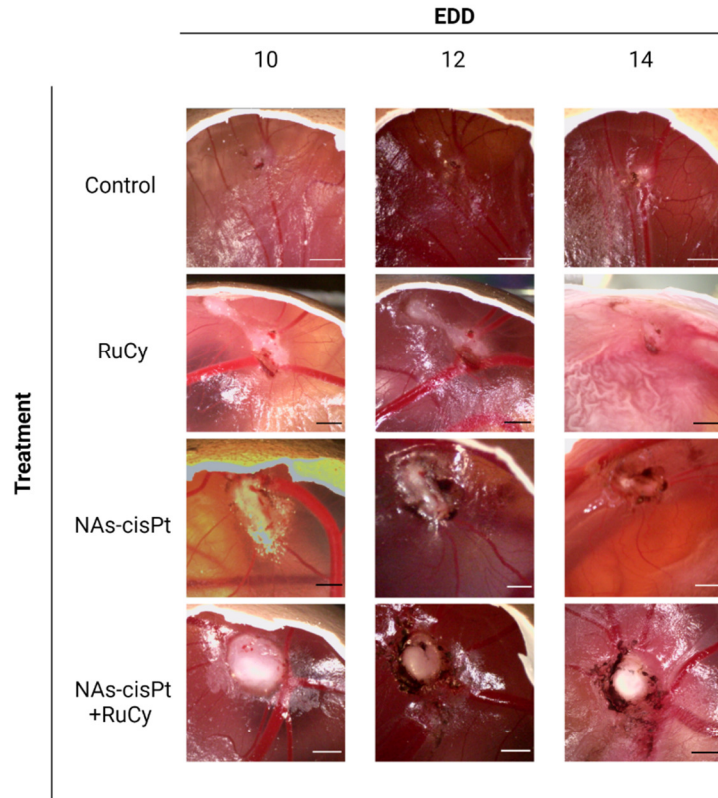 EDD
10 12 14
Control
RuCy
Treatment
NAs-cisPt
NAs-cisPt
+RuCy